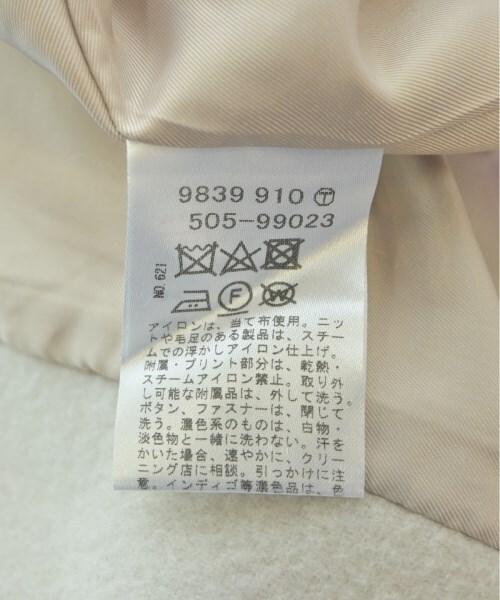 9839 910 Ⓣ
505-99023
NO.621
F
W
アイロンは、当て布使用。ニッ
トや毛足のある製品は、スチー
ムでの浮かしアイロン仕上げ。
附属・プリント部分は、乾熱・
スチームアイロン禁止。取り外
し可能な附属品は、外して洗う。
ボタン、ファスナーは、閉じて
洗う。濃色系のものは、白物・
淡色物と一緒に洗わない。汗を
かいた場合、速やかに、クリー
ニング店に相談。引っかけに注
意。インディゴ等濃色品は、色